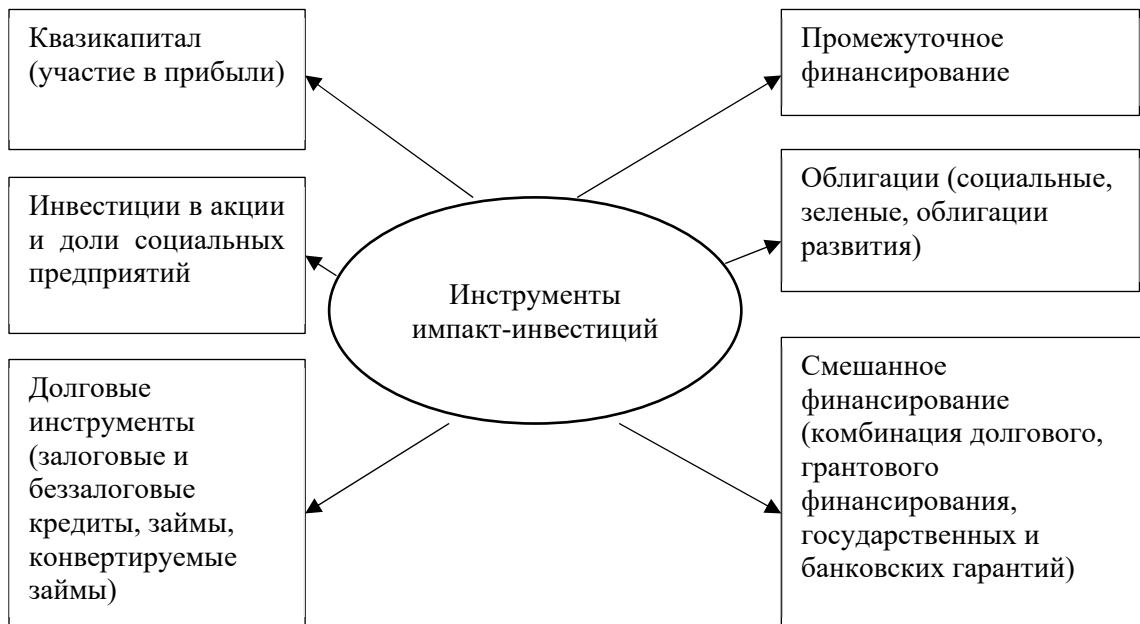 Квазикапитал
(участие в прибыли)
Промежуточное
финансирование
Инвестиции в акции
и доли социальных
предприятий
Облигации (социальные,
зеленые, облигации
развития)
Инструменты
импакт-инвестиций
Долговые
инструменты
(залоговые и
беззалоговые
кредиты, займы,
конвертируемые
займы)
Смешанное
финансирование
(комбинация долгового,
грантового
финансирования,
государственных и
банковских гарантий)